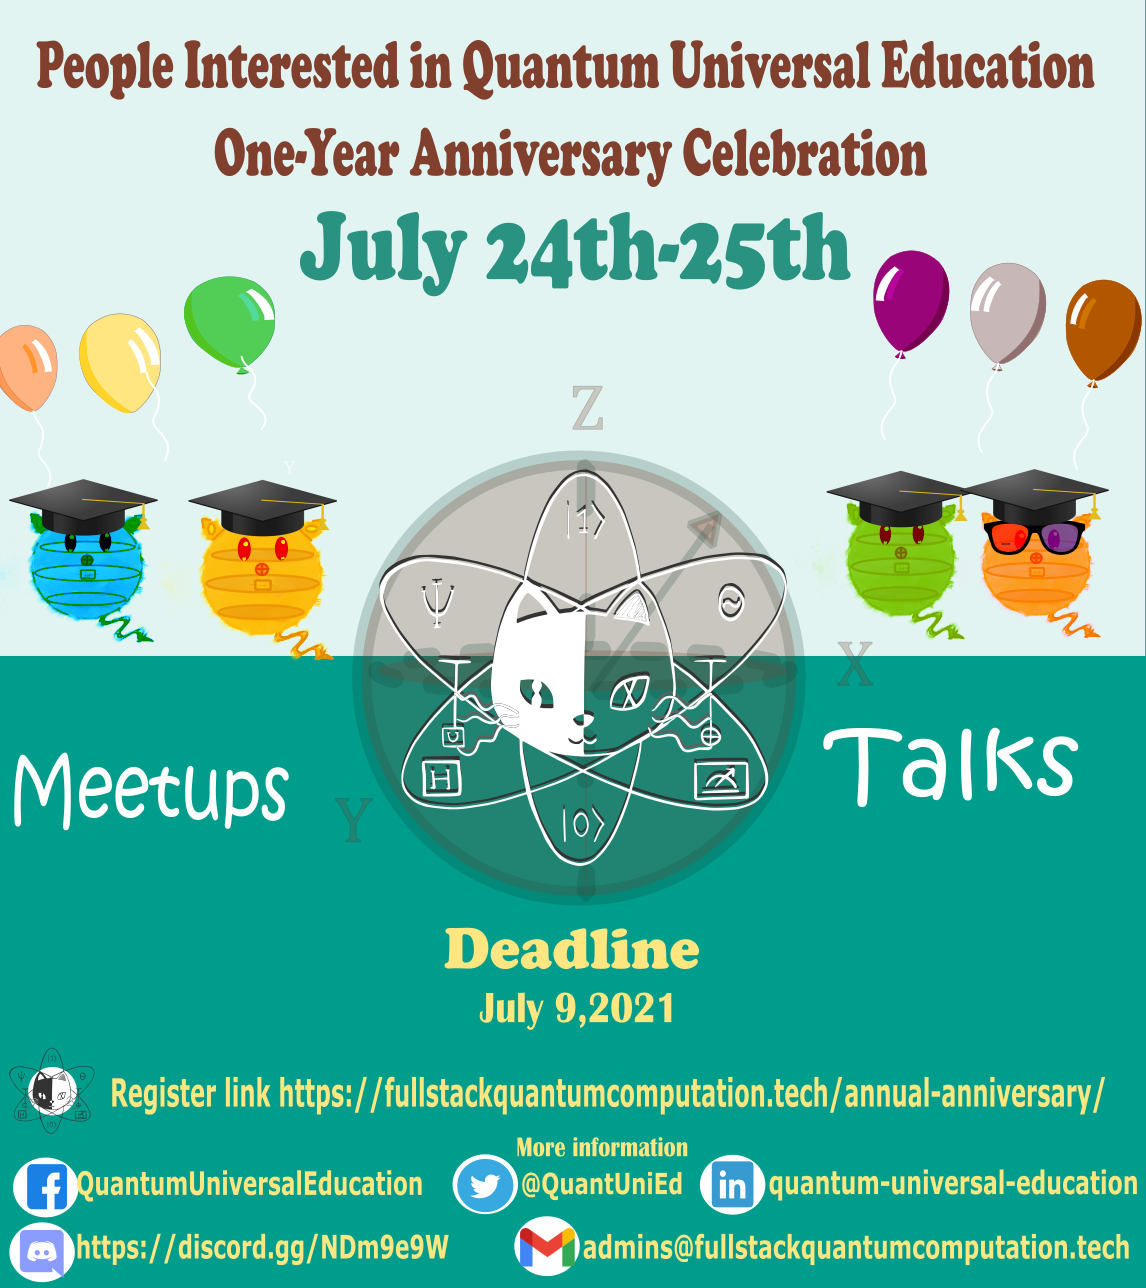 People Interested in Quantum Universal Education
One-Year Anniversary Celebration
July 24th-25th
Z
Y
|1⟩
Ψ
X
Meetups
Talks
H
Y
|0⟩
Deadline
July 9,2021
Register link https://fullstackquantumcomputation.tech/annual-anniversary/
More information
QuantumUniversalEducation
@QuantUniEd
quantum-universal-education
https://discord.gg/NDm9e9W
admins@fullstackquantumcomputation.tech